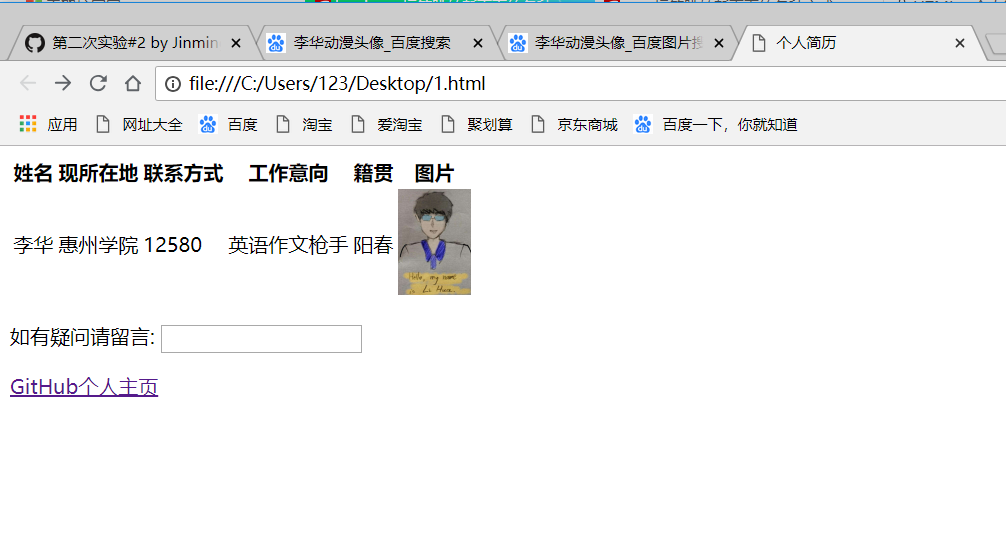 第二次实验#2 by Jinmin
李华动漫头像_百度搜索
李华动漫头像_百度图片搜
个人简历
file:///C:/Users/123/Desktop/1.html
应用 网址大全 百度 淘宝 爱淘宝 聚划算 京东商城 百度一下，你就知道
姓名 现所在地 联系方式 工作意向 籍贯 图片
李华 惠州学院 12580 英语作文枪手 阳春
Hello, my name
is Li Hua.
如有疑问请留言:
GitHub个人主页